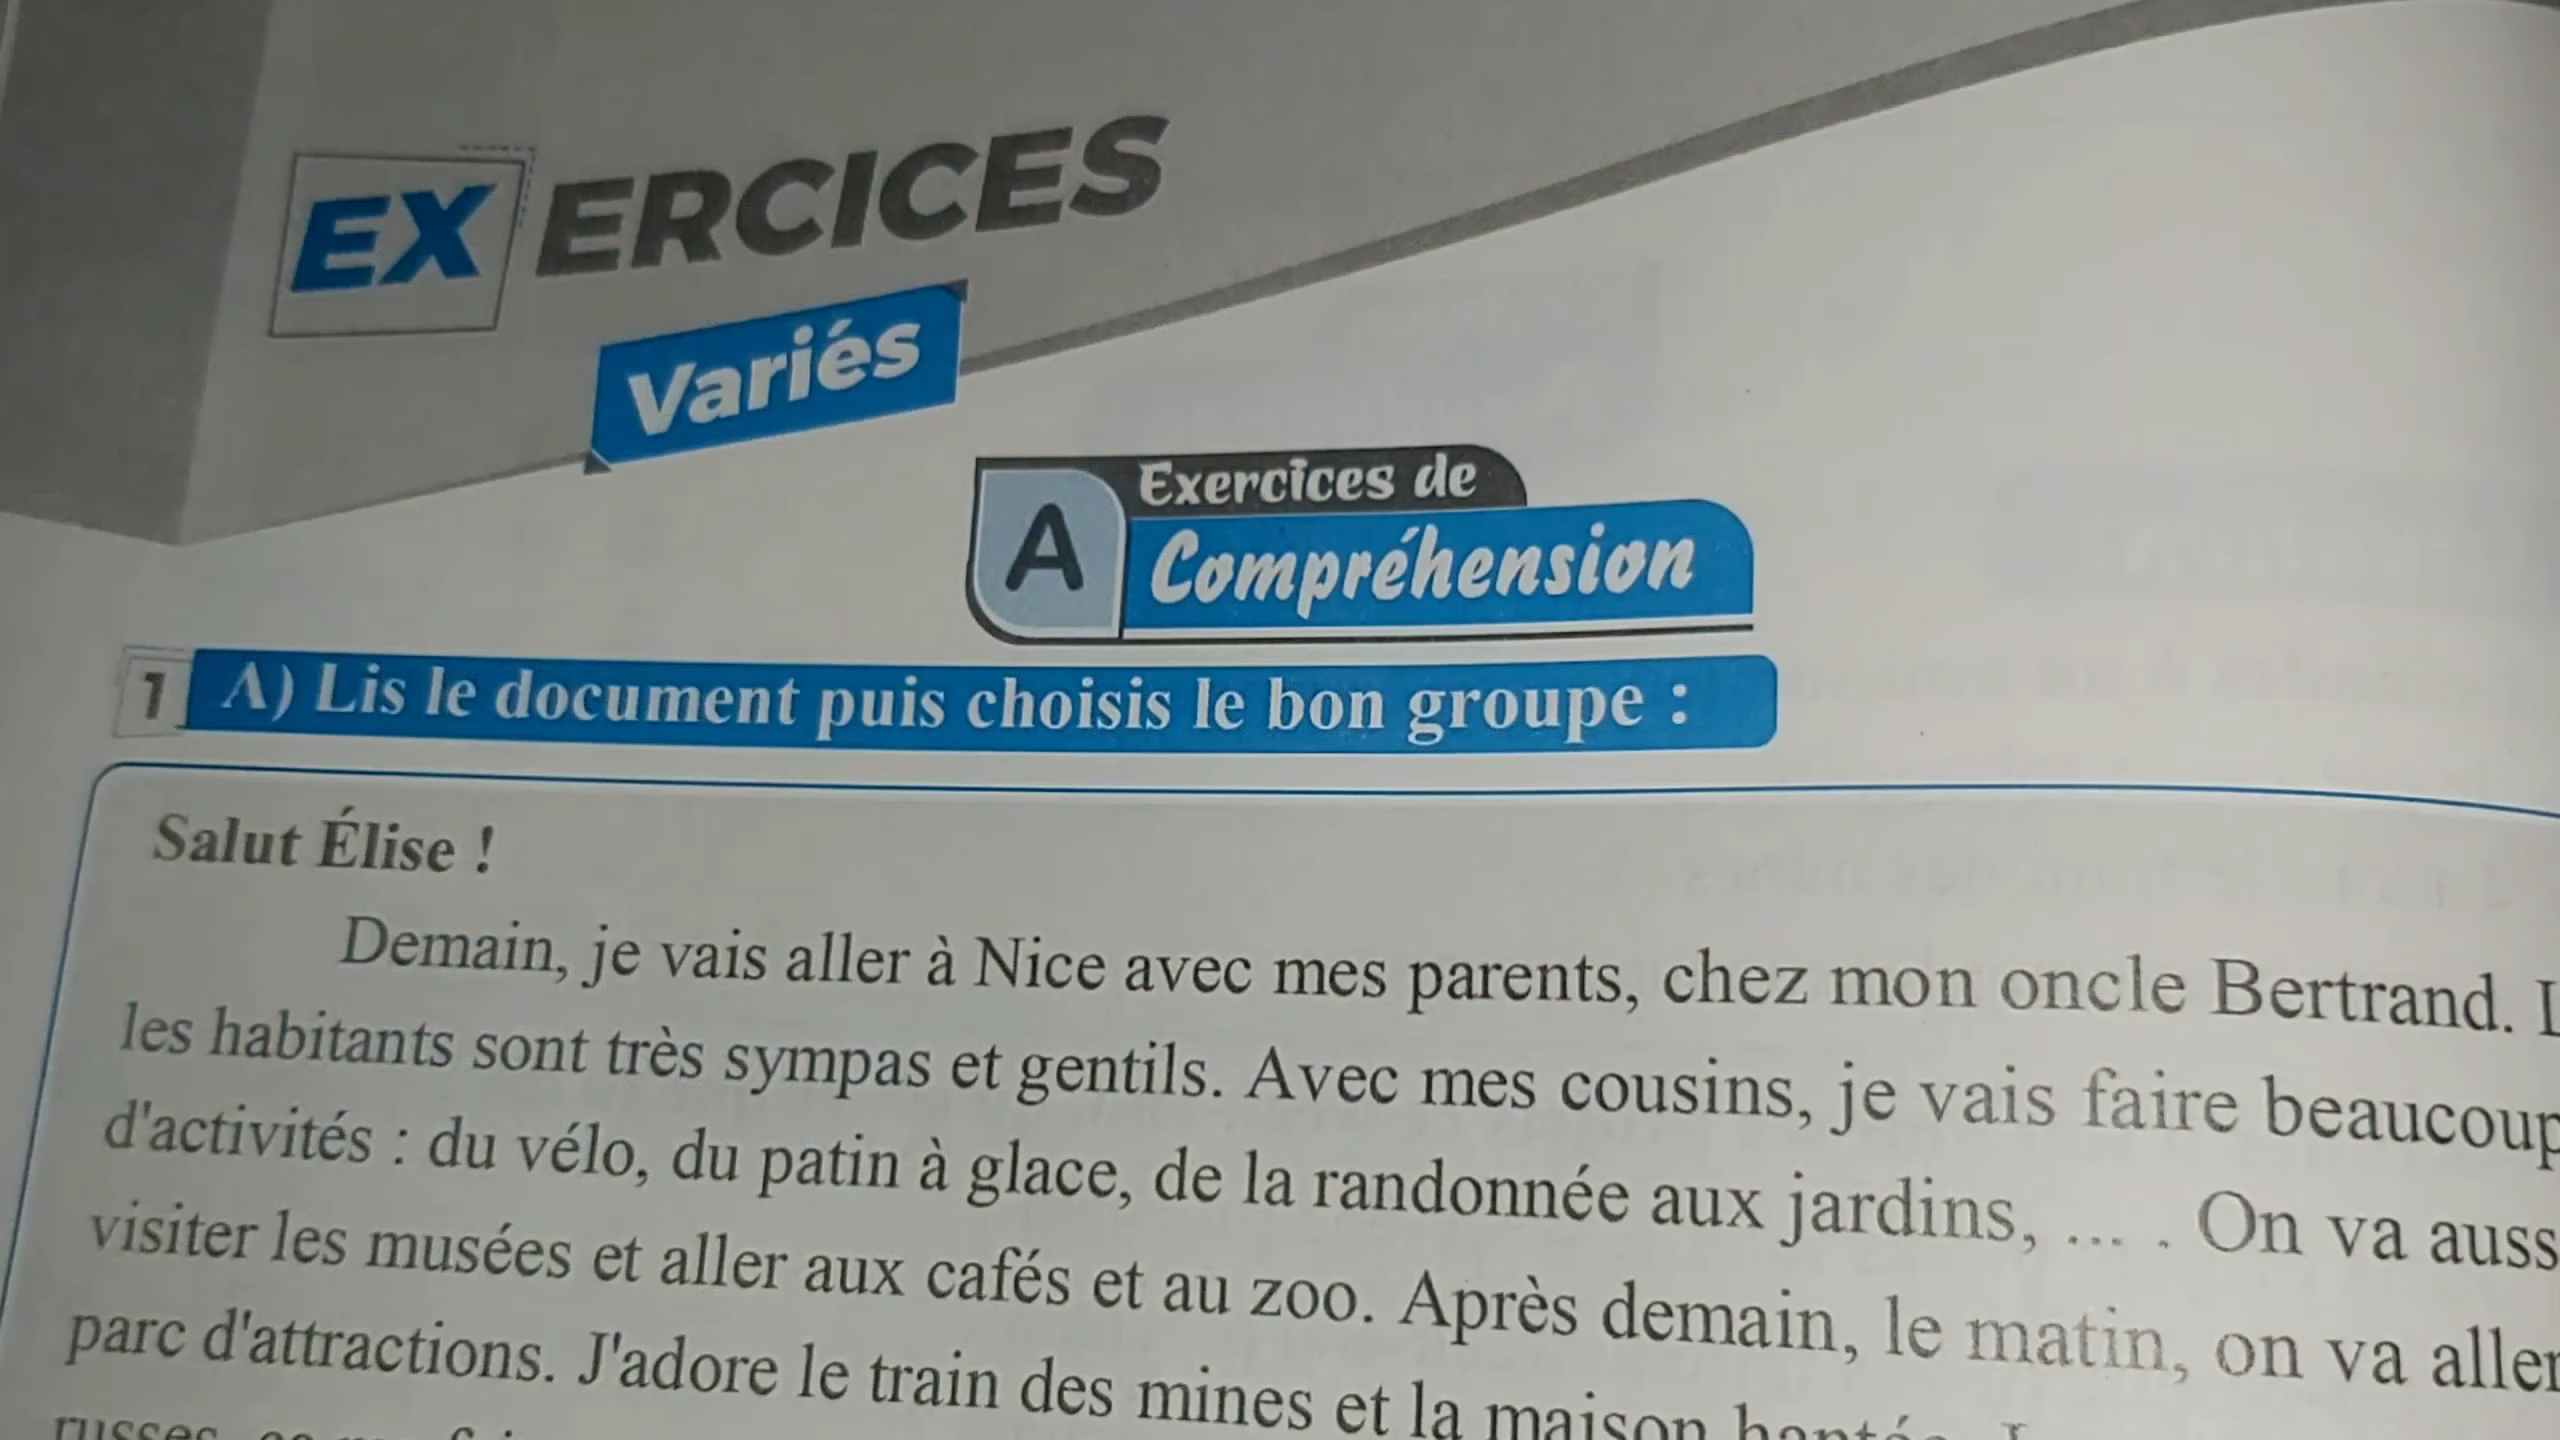 EXERCICES
Variés
A Exercices de
Compréhension
1 A) Lis le document puis choisis le bon groupe :
Salut Élise !
Demain, je vais aller à Nice avec mes parents, chez mon oncle Bertrand.
les habitants sont très sympas et gentils. Avec mes cousins, je vais faire beaucoup
d'activités : du vélo, du patin à glace, de la randonnée aux jardins, ... . On va
visiter les musées et aller aux cafés et au zoo. Après demain, le matin, on va aller
parc d'attractions. J'adore le train des mines et la maison